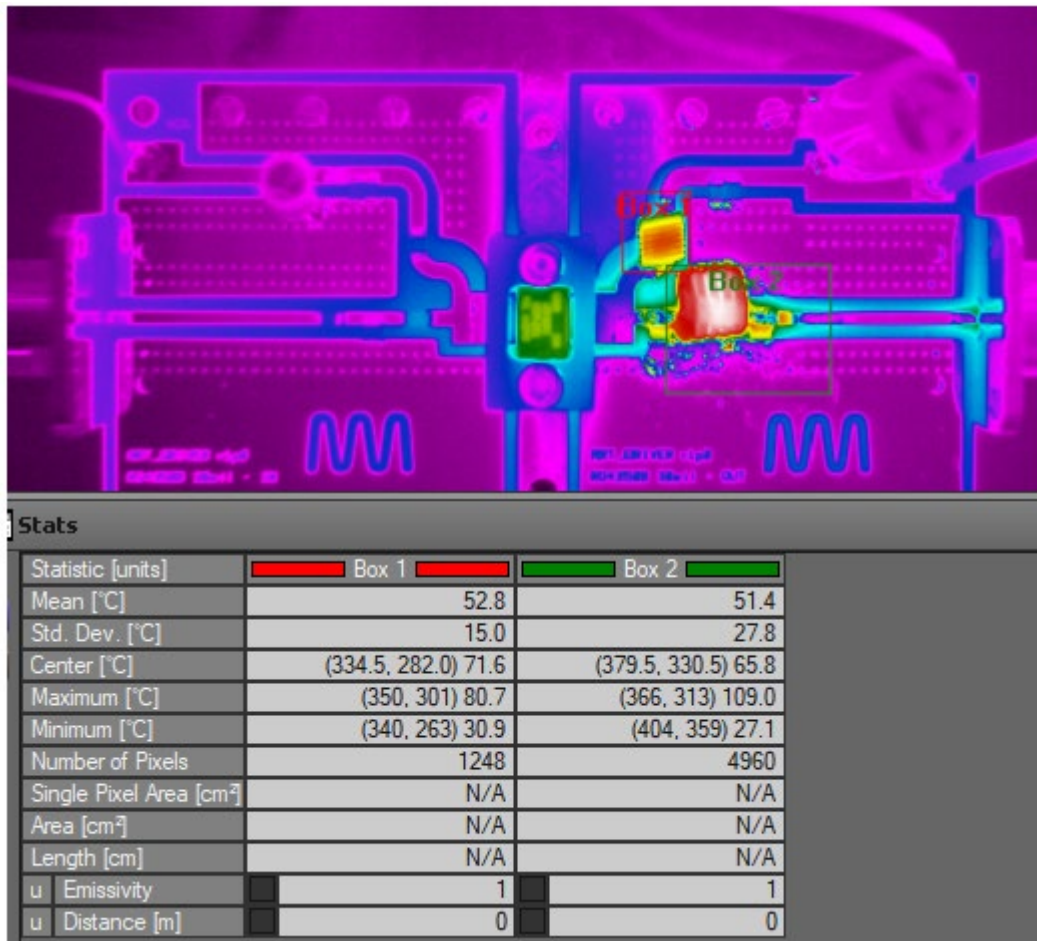 Box 1
Box 2
Stats
Statistic [units] Box 1 Box 2
Mean [°C] 52.8 51.4
Std. Dev. [°C] 15.0 27.8
Center [°C] (334.5, 282.0) 71.6 (379.5, 330.5) 65.8
Maximum [°C] (350, 301) 80.7 (366, 313) 109.0
Minimum [°C] (340, 263) 30.9 (404, 359) 27.1
Number of Pixels 1248 4960
Single Pixel Area [cm²] N/A N/A
Area [cm²] N/A N/A
Length [cm] N/A N/A
u Emissivity 1 1
u Distance [m] 0 0